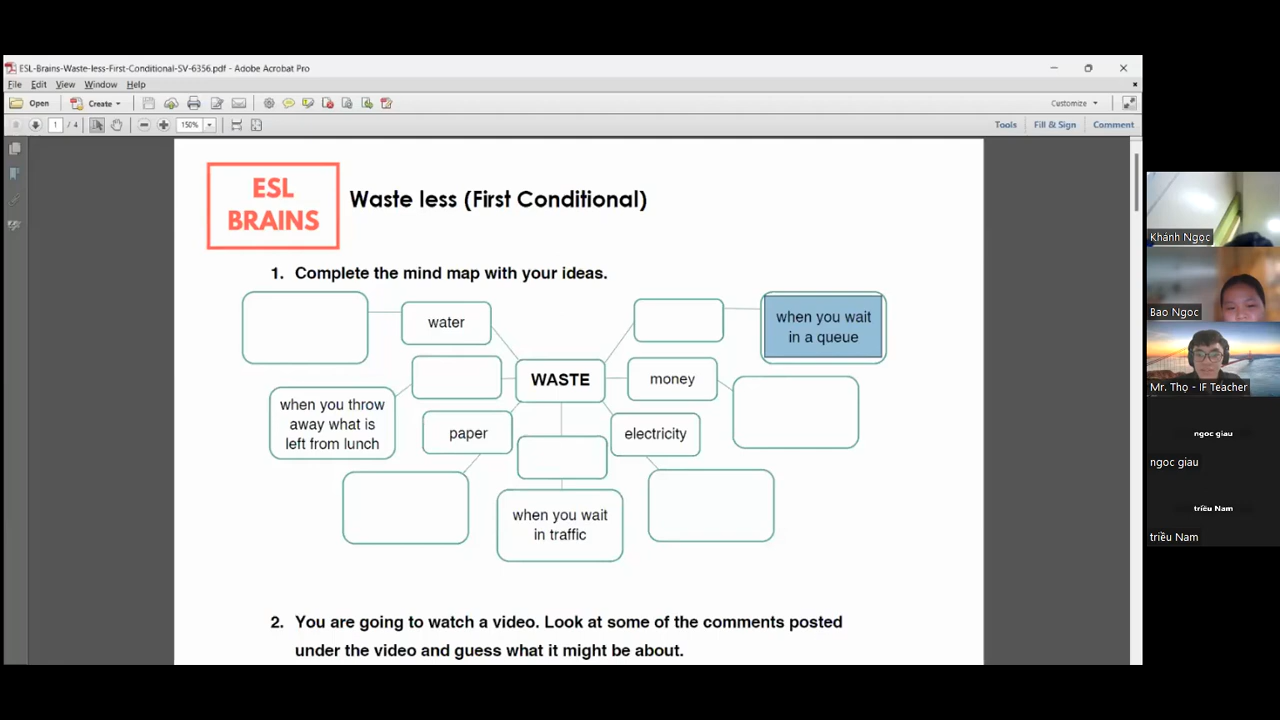 ESL-Brains-Waste-less-First-Conditional-SV-6356.pdf - Adobe Acrobat Pro
File Edit View Window Help
Open Create Customize
1 / 4 150% Tools Fill & Sign Comment
ESL
BRAINS
Waste less (First Conditional)
1. Complete the mind map with your ideas.
water
when you wait
in a queue
WASTE
money
when you throw
away what is
left from lunch
paper
electricity
when you wait
in traffic
2. You are going to watch a video. Look at some of the comments posted
under the video and guess what it might be about.
Khánh Ngọc
Bao Ngoc
Mr. Thọ - IF Teacher
ngoc giau
ngoc giau
triều Nam
triều Nam